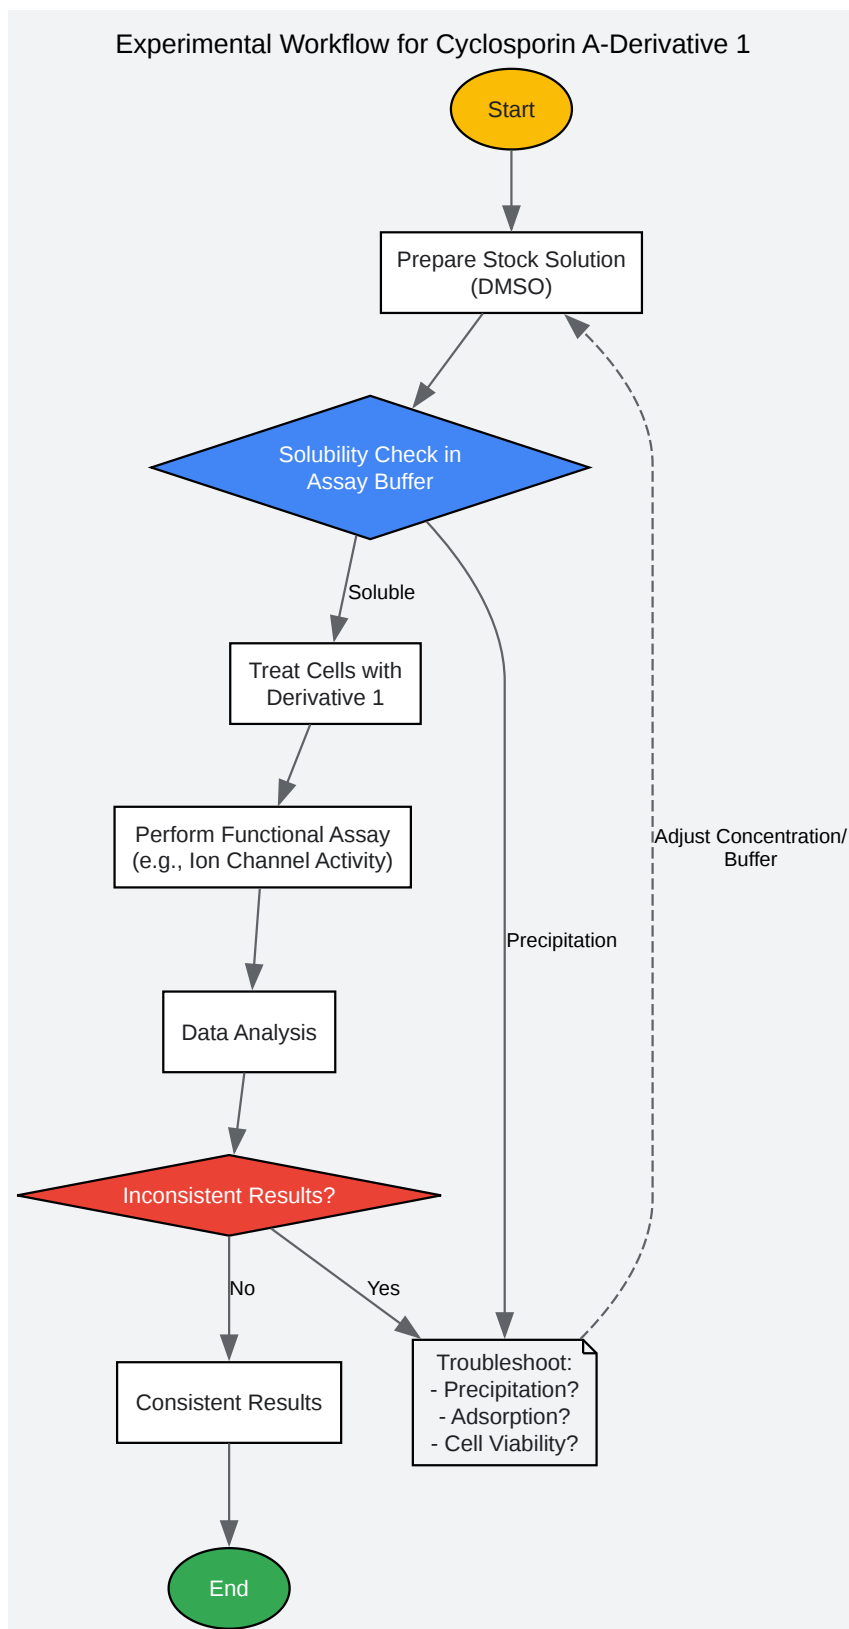 Experimental Workflow for Cyclosporin A-Derivative 1
Start
Prepare Stock Solution
(DMSO)
Solubility Check in
Assay Buffer
Soluble
Treat Cells with
Derivative 1
Perform Functional Assay
(e.g., Ion Channel Activity)
Adjust Concentration/
Buffer
Precipitation
Data Analysis
Inconsistent Results?
No
Yes
Troubleshoot:
- Precipitation?
- Adsorption?
- Cell Viability?
Consistent Results
End